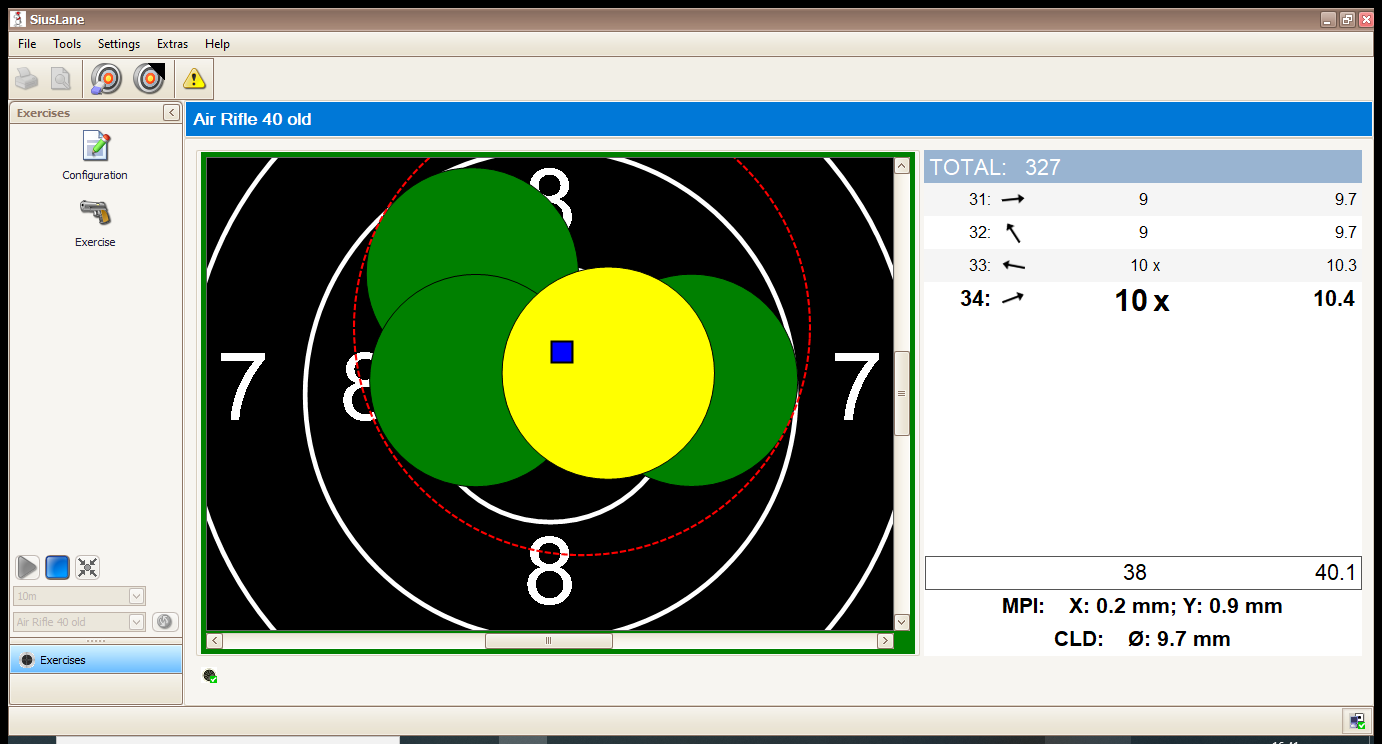 SiusLane
File Tools Settings Extras Help
Exercises
Configuration
Exercise
10m
Air Rifle 40 old
Exercises
Air Rifle 40 old
8
7 8 7
8
TOTAL: 327
31: 9 9.7
32: 9 9.7
33: 10 x 10.3
34: 10 x 10.4
38 40.1
MPI: X: 0.2 mm; Y: 0.9 mm
CLD: Ø: 9.7 mm